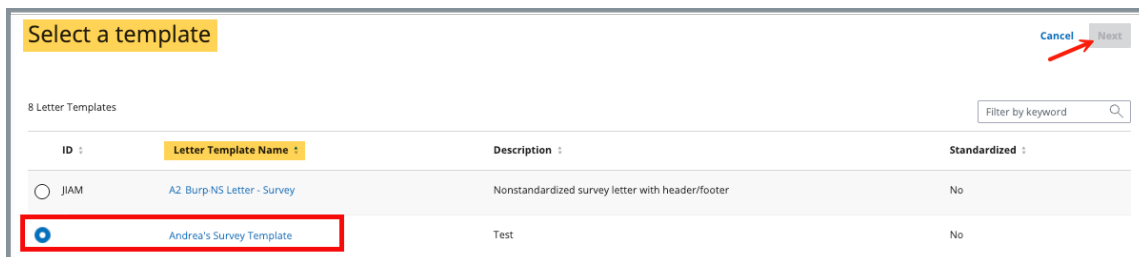 Select a template
Cancel Next
8 Letter Templates
Filter by keyword
ID Letter Template Name Description Standardized
JIAM A2 Burp-NS Letter - Survey Nonstandardized survey letter with header/footer No
Andrea's Survey Template Test No